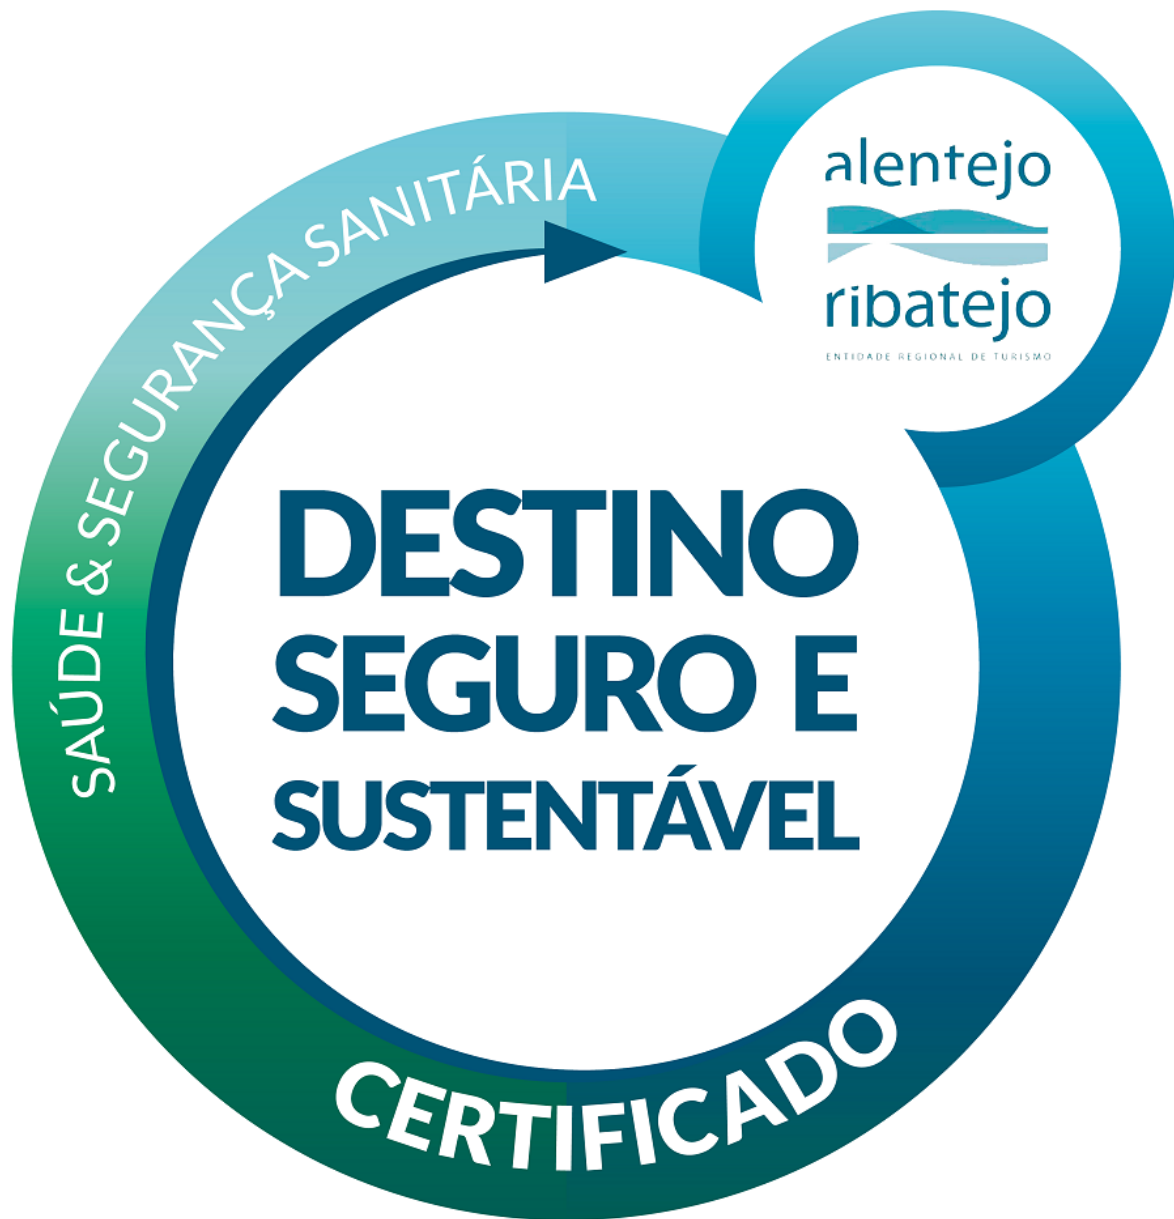 alentejo
ribatejo
ENTIDADE REGIONAL DE TURISMO
SAÚDE & SEGURANÇA SANITÁRIA
DESTINO
SEGURO E
SUSTENTÁVEL
CERTIFICADO